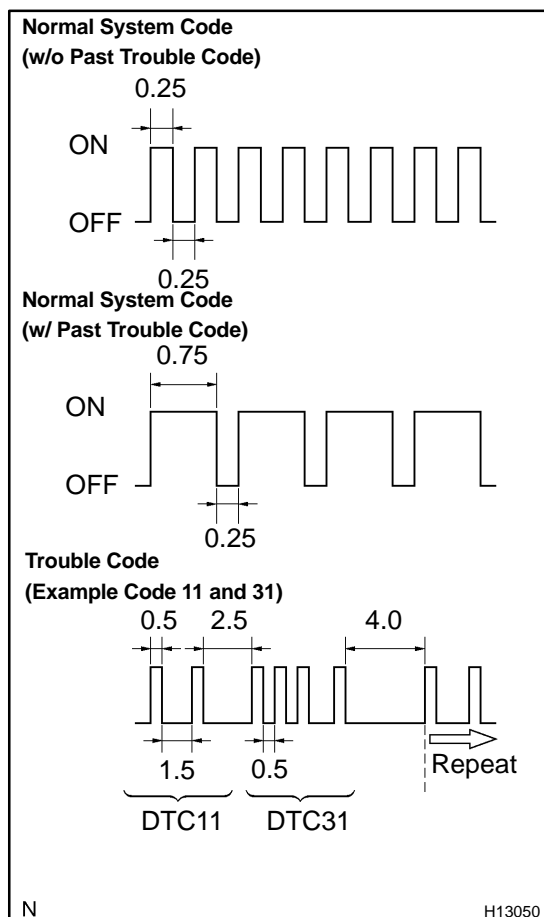 Normal System Code
(w/o Past Trouble Code)
0.25
ON
OFF
0.25
Normal System Code
(w/ Past Trouble Code)
0.75
ON
OFF
0.25
Trouble Code
(Example Code 11 and 31)
0.5 2.5 4.0
1.5 0.5 Repeat
DTC11 DTC31
N H13050